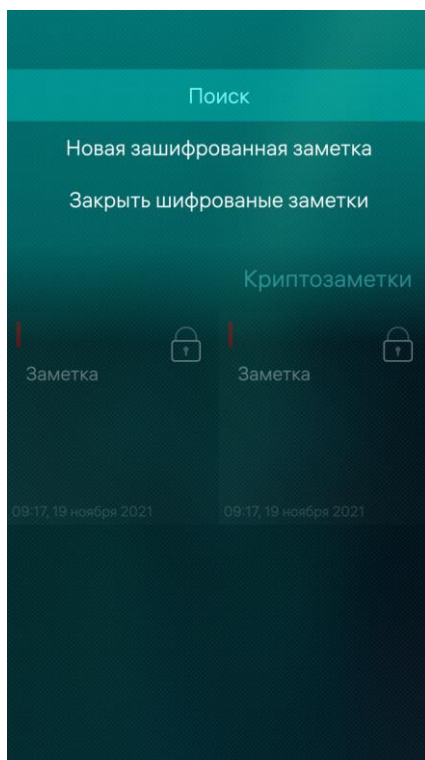 Поиск
Новая зашифрованная заметка
Закрыть шифрованые заметки
Криптозаметки
Заметка
Заметка
09:17, 19 ноября 2021
09:17, 19 ноября 2021